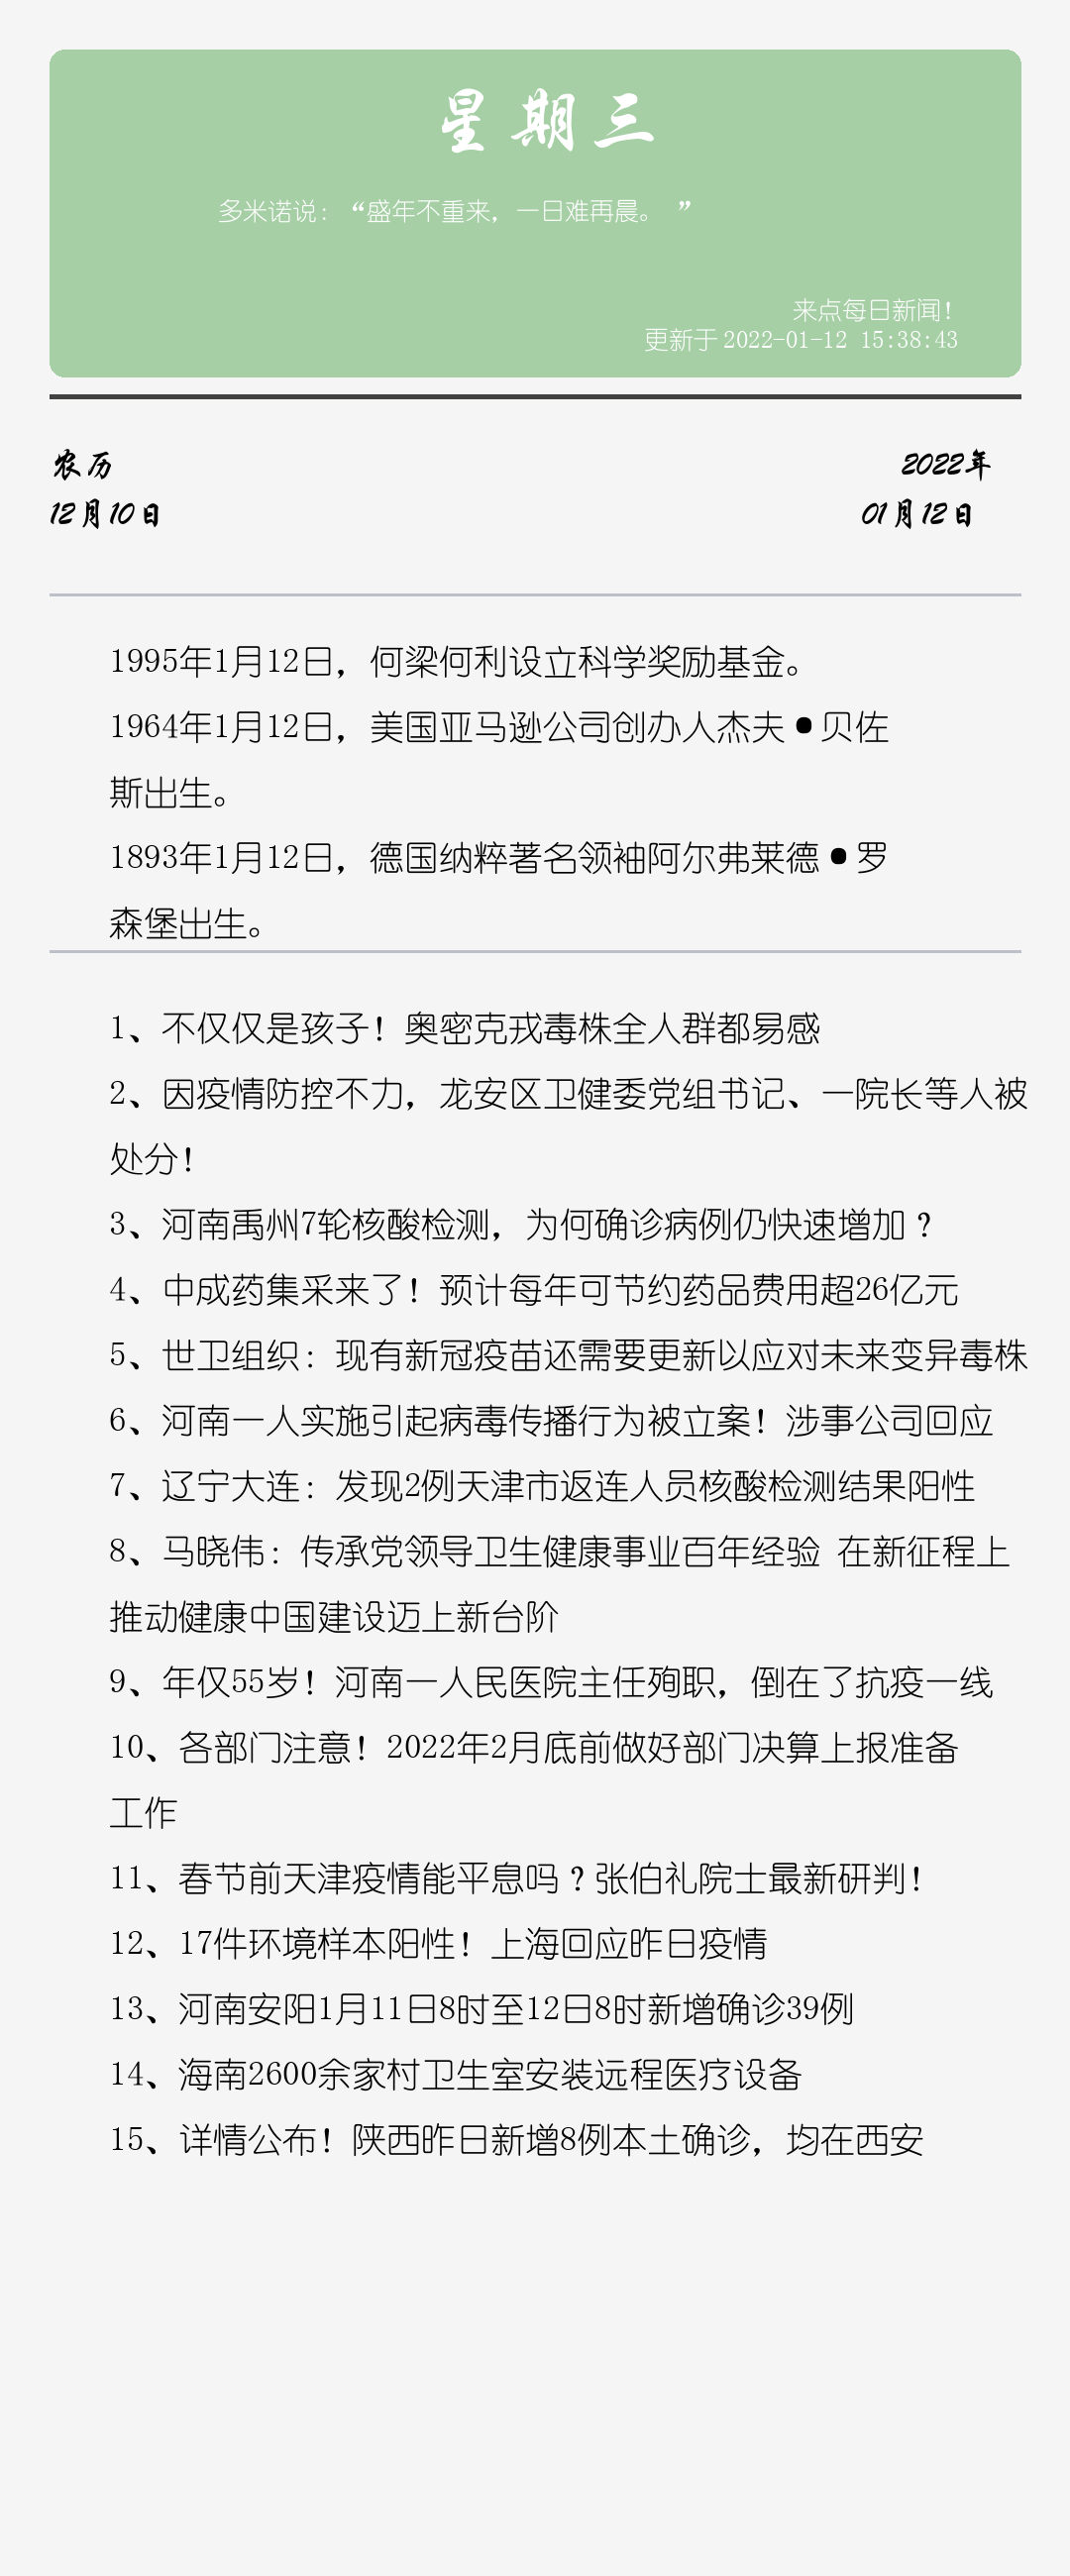 星期三
多米诺说：“盛年不重来，一日难再晨。 ”
来点每日新闻！
更新于 2022-01-12 15:38:43
农历
12月10日
2022年
01月12日
1995年1月12日，何梁何利设立科学奖励基金。
1964年1月12日，美国亚马逊公司创办人杰夫•贝佐
斯出生。
1893年1月12日，德国纳粹著名领袖阿尔弗莱德•罗
森堡出生。
1、不仅仅是孩子！奥密克戎毒株全人群都易感
2、因疫情防控不力，龙安区卫健委党组书记、一院长等人被
处分！
3、河南禹州7轮核酸检测，为何确诊病例仍快速增加？
4、中成药集采来了！预计每年可节约药品费用超26亿元
5、世卫组织：现有新冠疫苗还需要更新以应对未来变异毒株
6、河南一人实施引起病毒传播行为被立案！涉事公司回应
7、辽宁大连：发现2例天津市返连人员核酸检测结果阳性
8、马晓伟：传承党领导卫生健康事业百年经验 在新征程上
推动健康中国建设迈上新台阶
9、年仅55岁！河南一人民医院主任殉职，倒在了抗疫一线
10、各部门注意！2022年2月底前做好部门决算上报准备
工作
11、春节前天津疫情能平息吗？张伯礼院士最新研判！
12、17件环境样本阳性！上海回应昨日疫情
13、河南安阳1月11日8时至12日8时新增确诊39例
14、海南2600余家村卫生室安装远程医疗设备
15、详情公布！陕西昨日新增8例本土确诊，均在西安